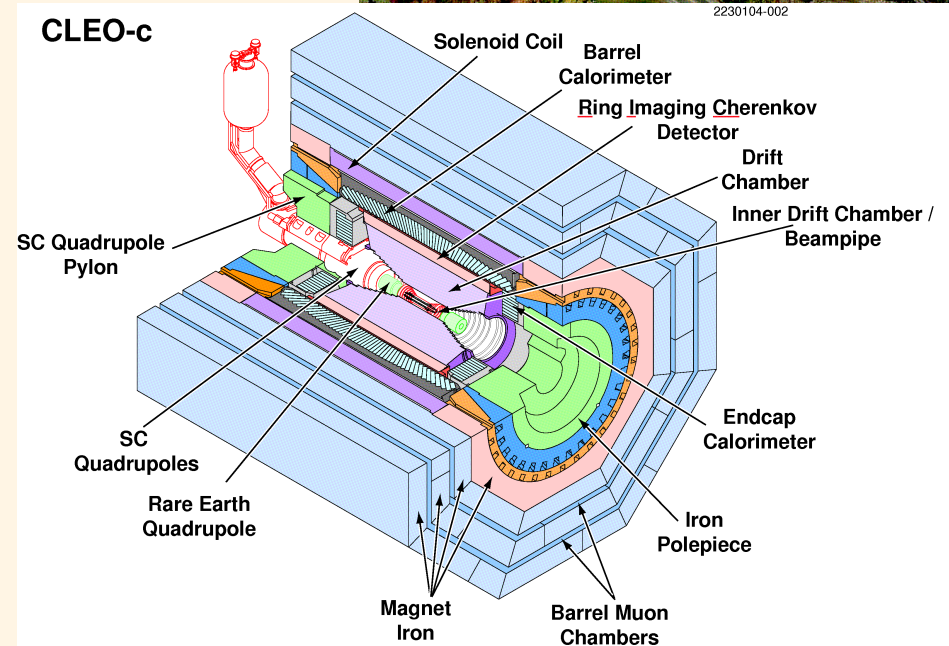 2230104-002
CLEO-c
Solenoid Coil
Barrel
Calorimeter
Ring Imaging Cherenkov
Detector
Drift
Chamber
Inner Drift Chamber /
Beampipe
SC Quadrupole
Pylon
SC
Quadrupoles
Rare Earth
Quadrupole
Magnet
Iron
Barrel Muon
Chambers
Iron
Polepiece
Endcap
Calorimeter